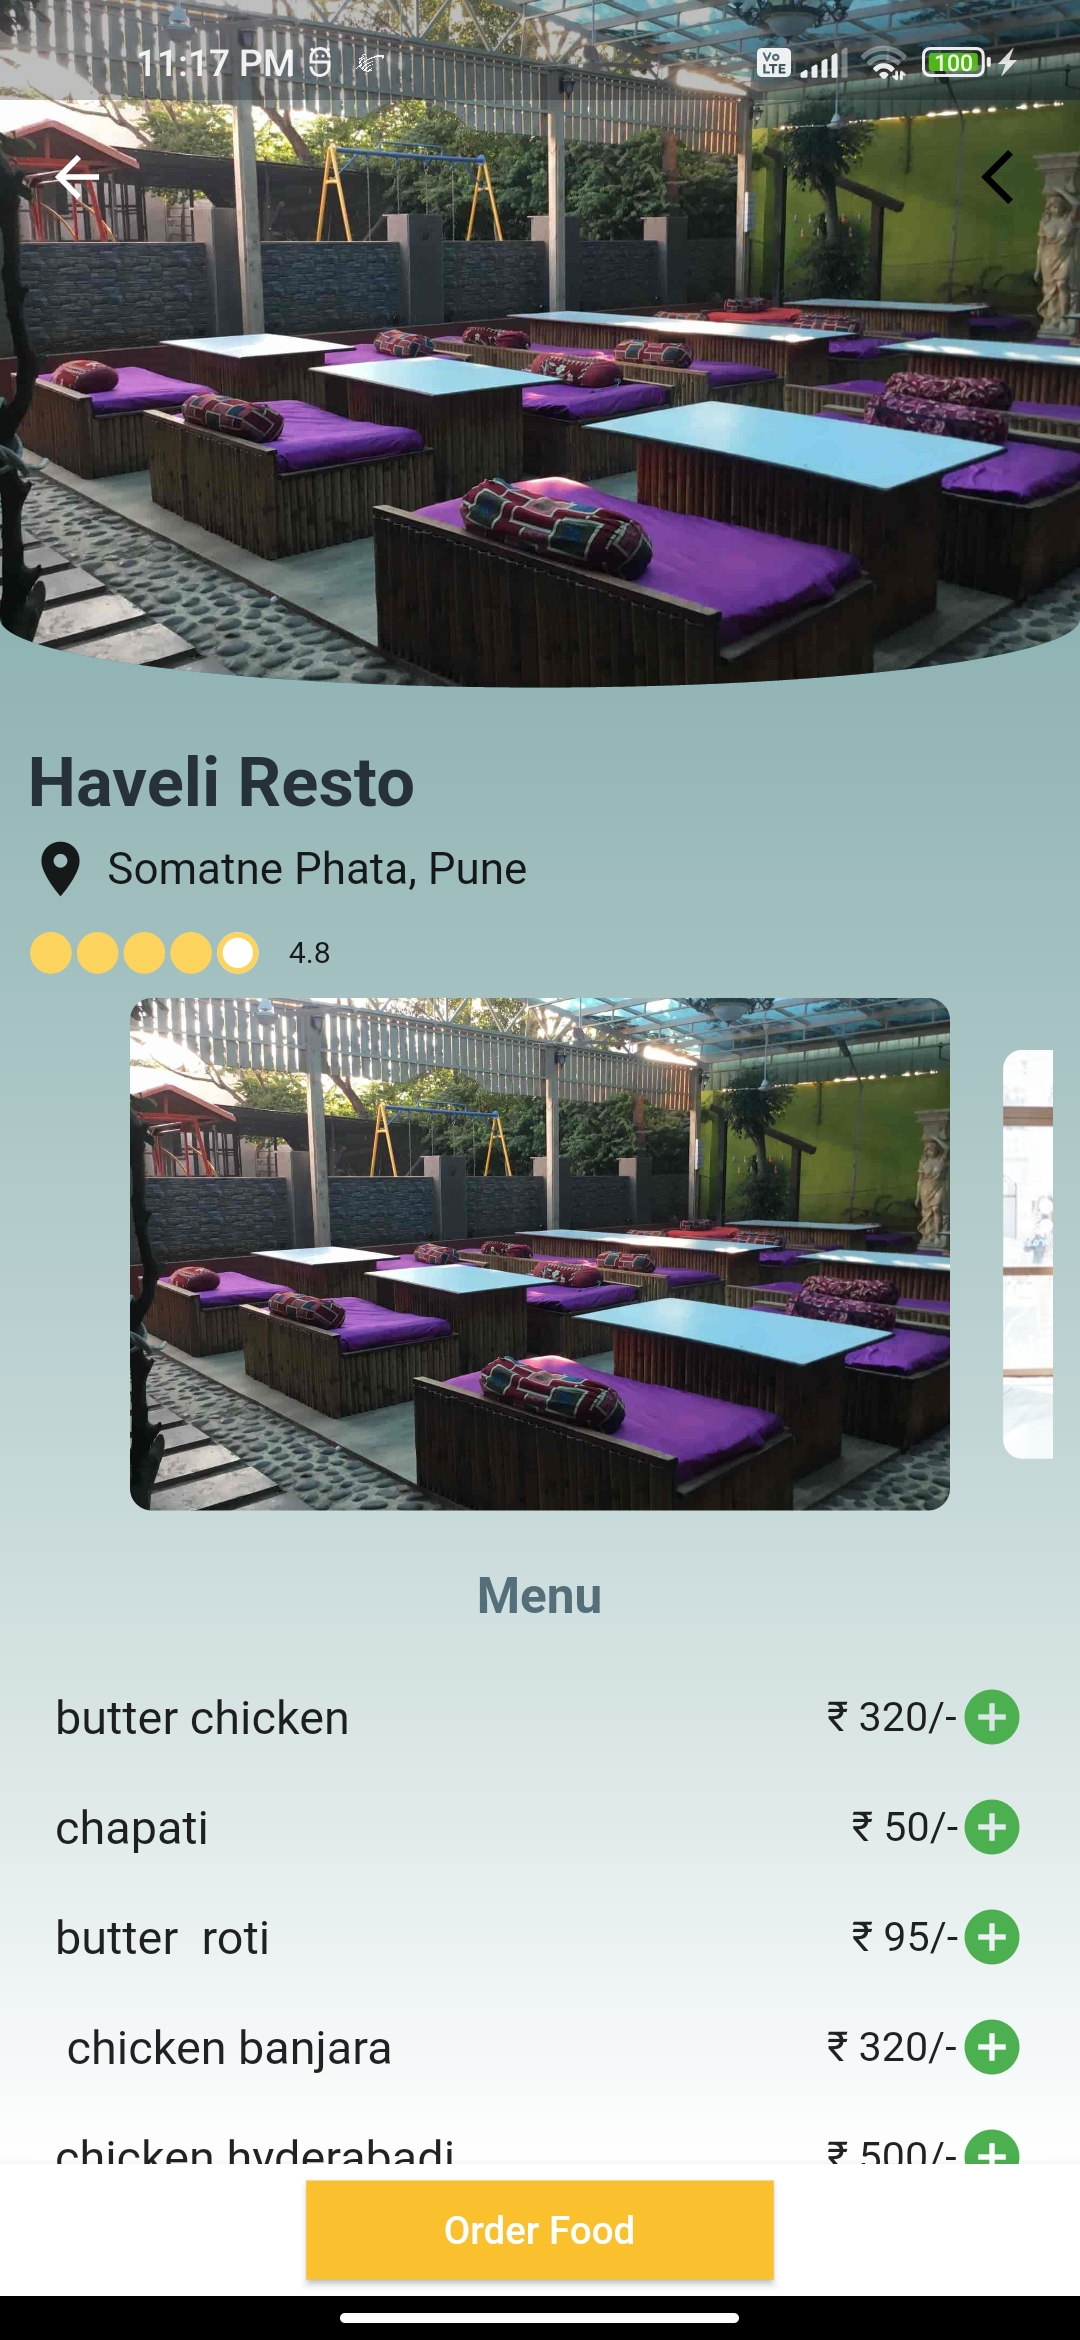 11:17 PM
Vo LTE
100
Haveli Resto
Somatne Phata, Pune
4.8
Menu
butter chicken ₹ 320/-
chapati ₹ 50/-
butter  roti ₹ 95/-
chicken banjara ₹ 320/-
chicken hyderabadi ₹ 500/-
Order Food